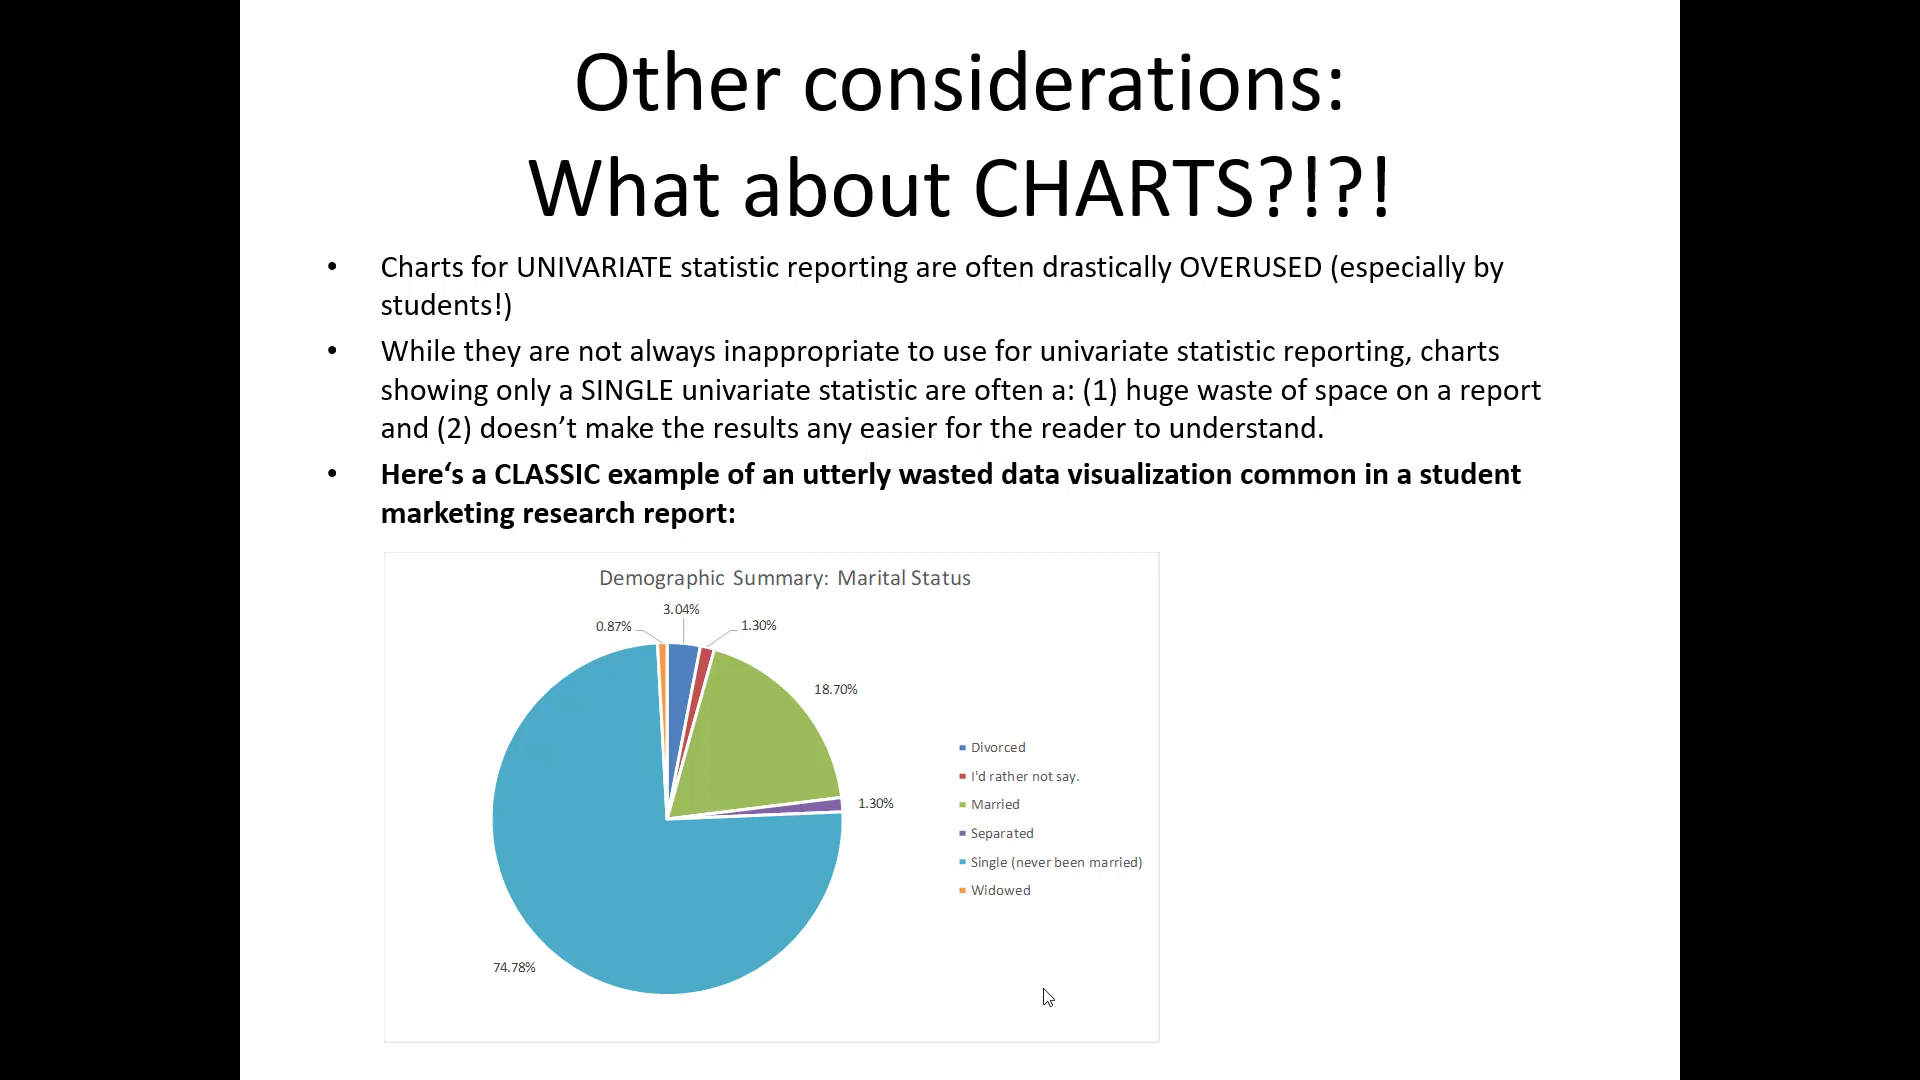 Other considerations:
What about CHARTS?!?!
• Charts for UNIVARIATE statistic reporting are often drastically OVERUSED (especially by
students!)
• While they are not always inappropriate to use for univariate statistic reporting, charts
showing only a SINGLE univariate statistic are often a: (1) huge waste of space on a report
and (2) doesn’t make the results any easier for the reader to understand.
• Here‘s a CLASSIC example of an utterly wasted data visualization common in a student
marketing research report:
Demographic Summary: Marital Status
3.04%
0.87%
1.30%
18.70%
1.30%
74.78%
Divorced
I'd rather not say.
Married
Separated
Single (never been married)
Widowed